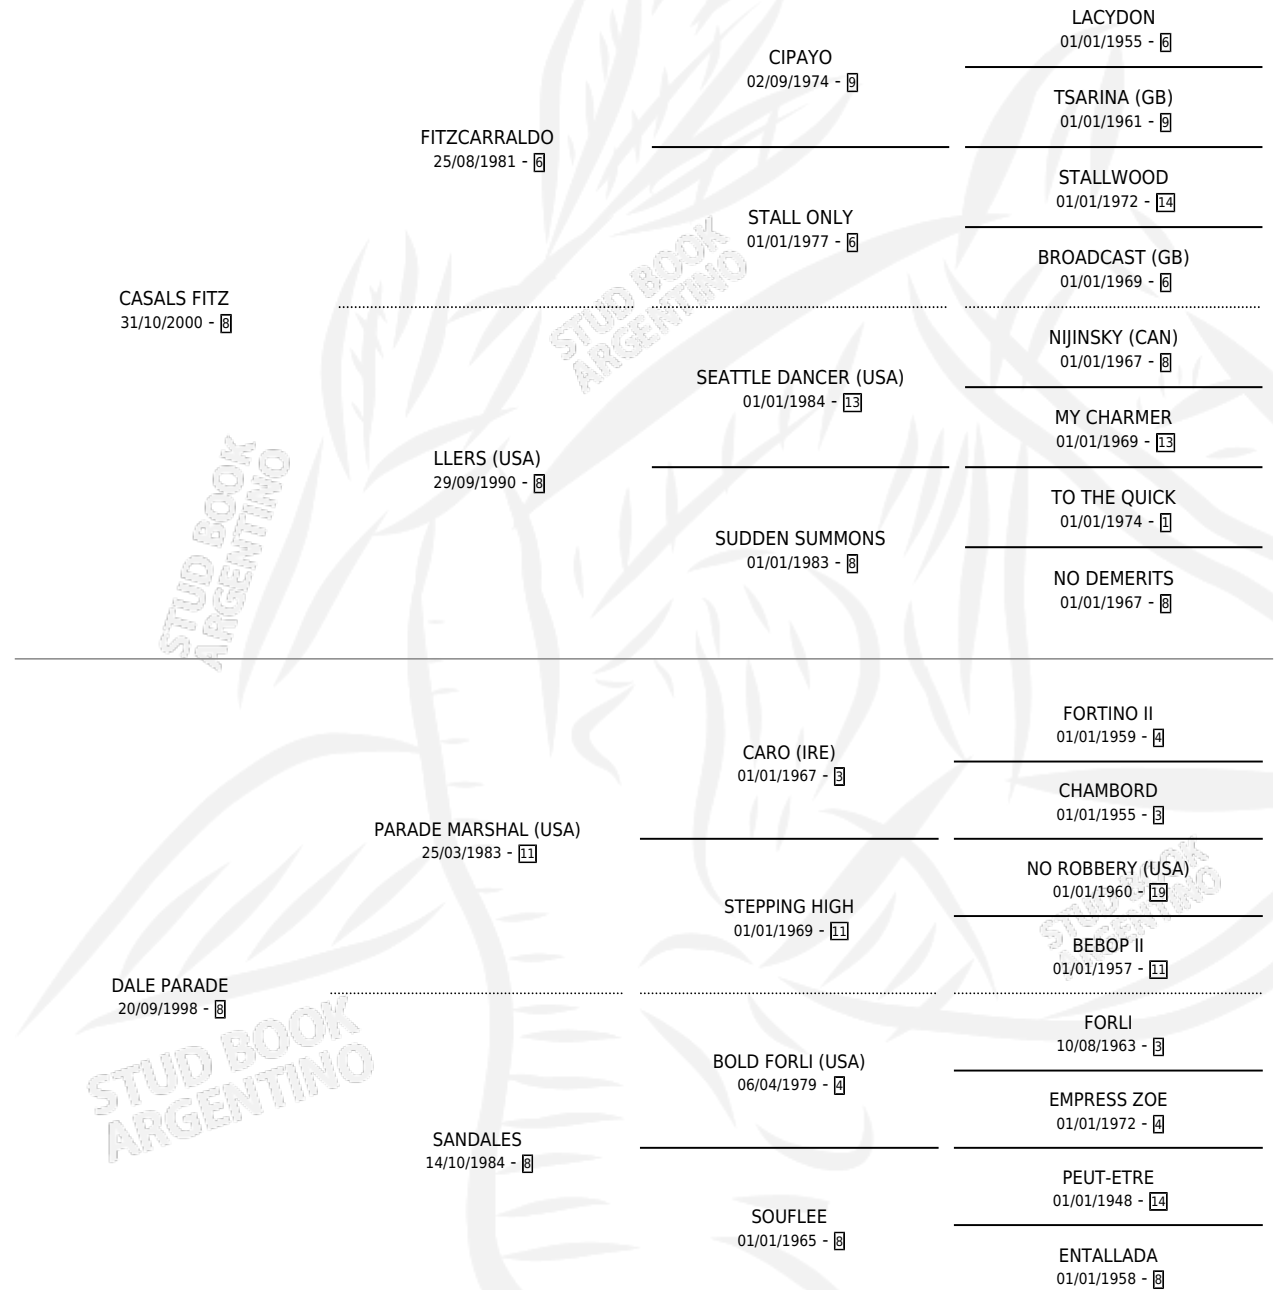 LACYDON
01/01/1955 - 6
CIPAYO
02/09/1974 - 9
TSARINA (GB)
01/01/1961 - 9
FITZCARRALDO
25/08/1981 - 6
STALLWOOD
01/01/1972 - 14
STALL ONLY
01/01/1977 - 6
BROADCAST (GB)
01/01/1969 - 6
CASALS FITZ
31/10/2000 - 8
NIJINSKY (CAN)
01/01/1967 - 8
SEATTLE DANCER (USA)
01/01/1984 - 13
MY CHARMER
01/01/1969 - 13
LLERS (USA)
29/09/1990 - 8
TO THE QUICK
01/01/1974 - 1
SUDDEN SUMMONS
01/01/1983 - 8
NO DEMERITS
01/01/1967 - 8
STUD BOOK
ARGENTINO
STUD BOOK
ARGENTINO
FORTINO II
01/01/1959 - 4
CARO (IRE)
01/01/1967 - 3
CHAMBORD
01/01/1955 - 3
PARADE MARSHAL (USA)
25/03/1983 - 11
NO ROBBERY (USA)
01/01/1960 - 19
STEPPING HIGH
01/01/1969 - 11
BEBOP II
01/01/1957 - 11
DALE PARADE
20/09/1998 - 8
FORLI
10/08/1963 - 3
BOLD FORLI (USA)
06/04/1979 - 4
EMPRESS ZOE
01/01/1972 - 4
SANDALES
14/10/1984 - 8
PEUT-ETRE
01/01/1948 - 14
SOUFLEE
01/01/1965 - 8
ENTALLADA
01/01/1958 - 8
STUD BOOK
ARGENTINO
STUD BOOK
ARGENTINO